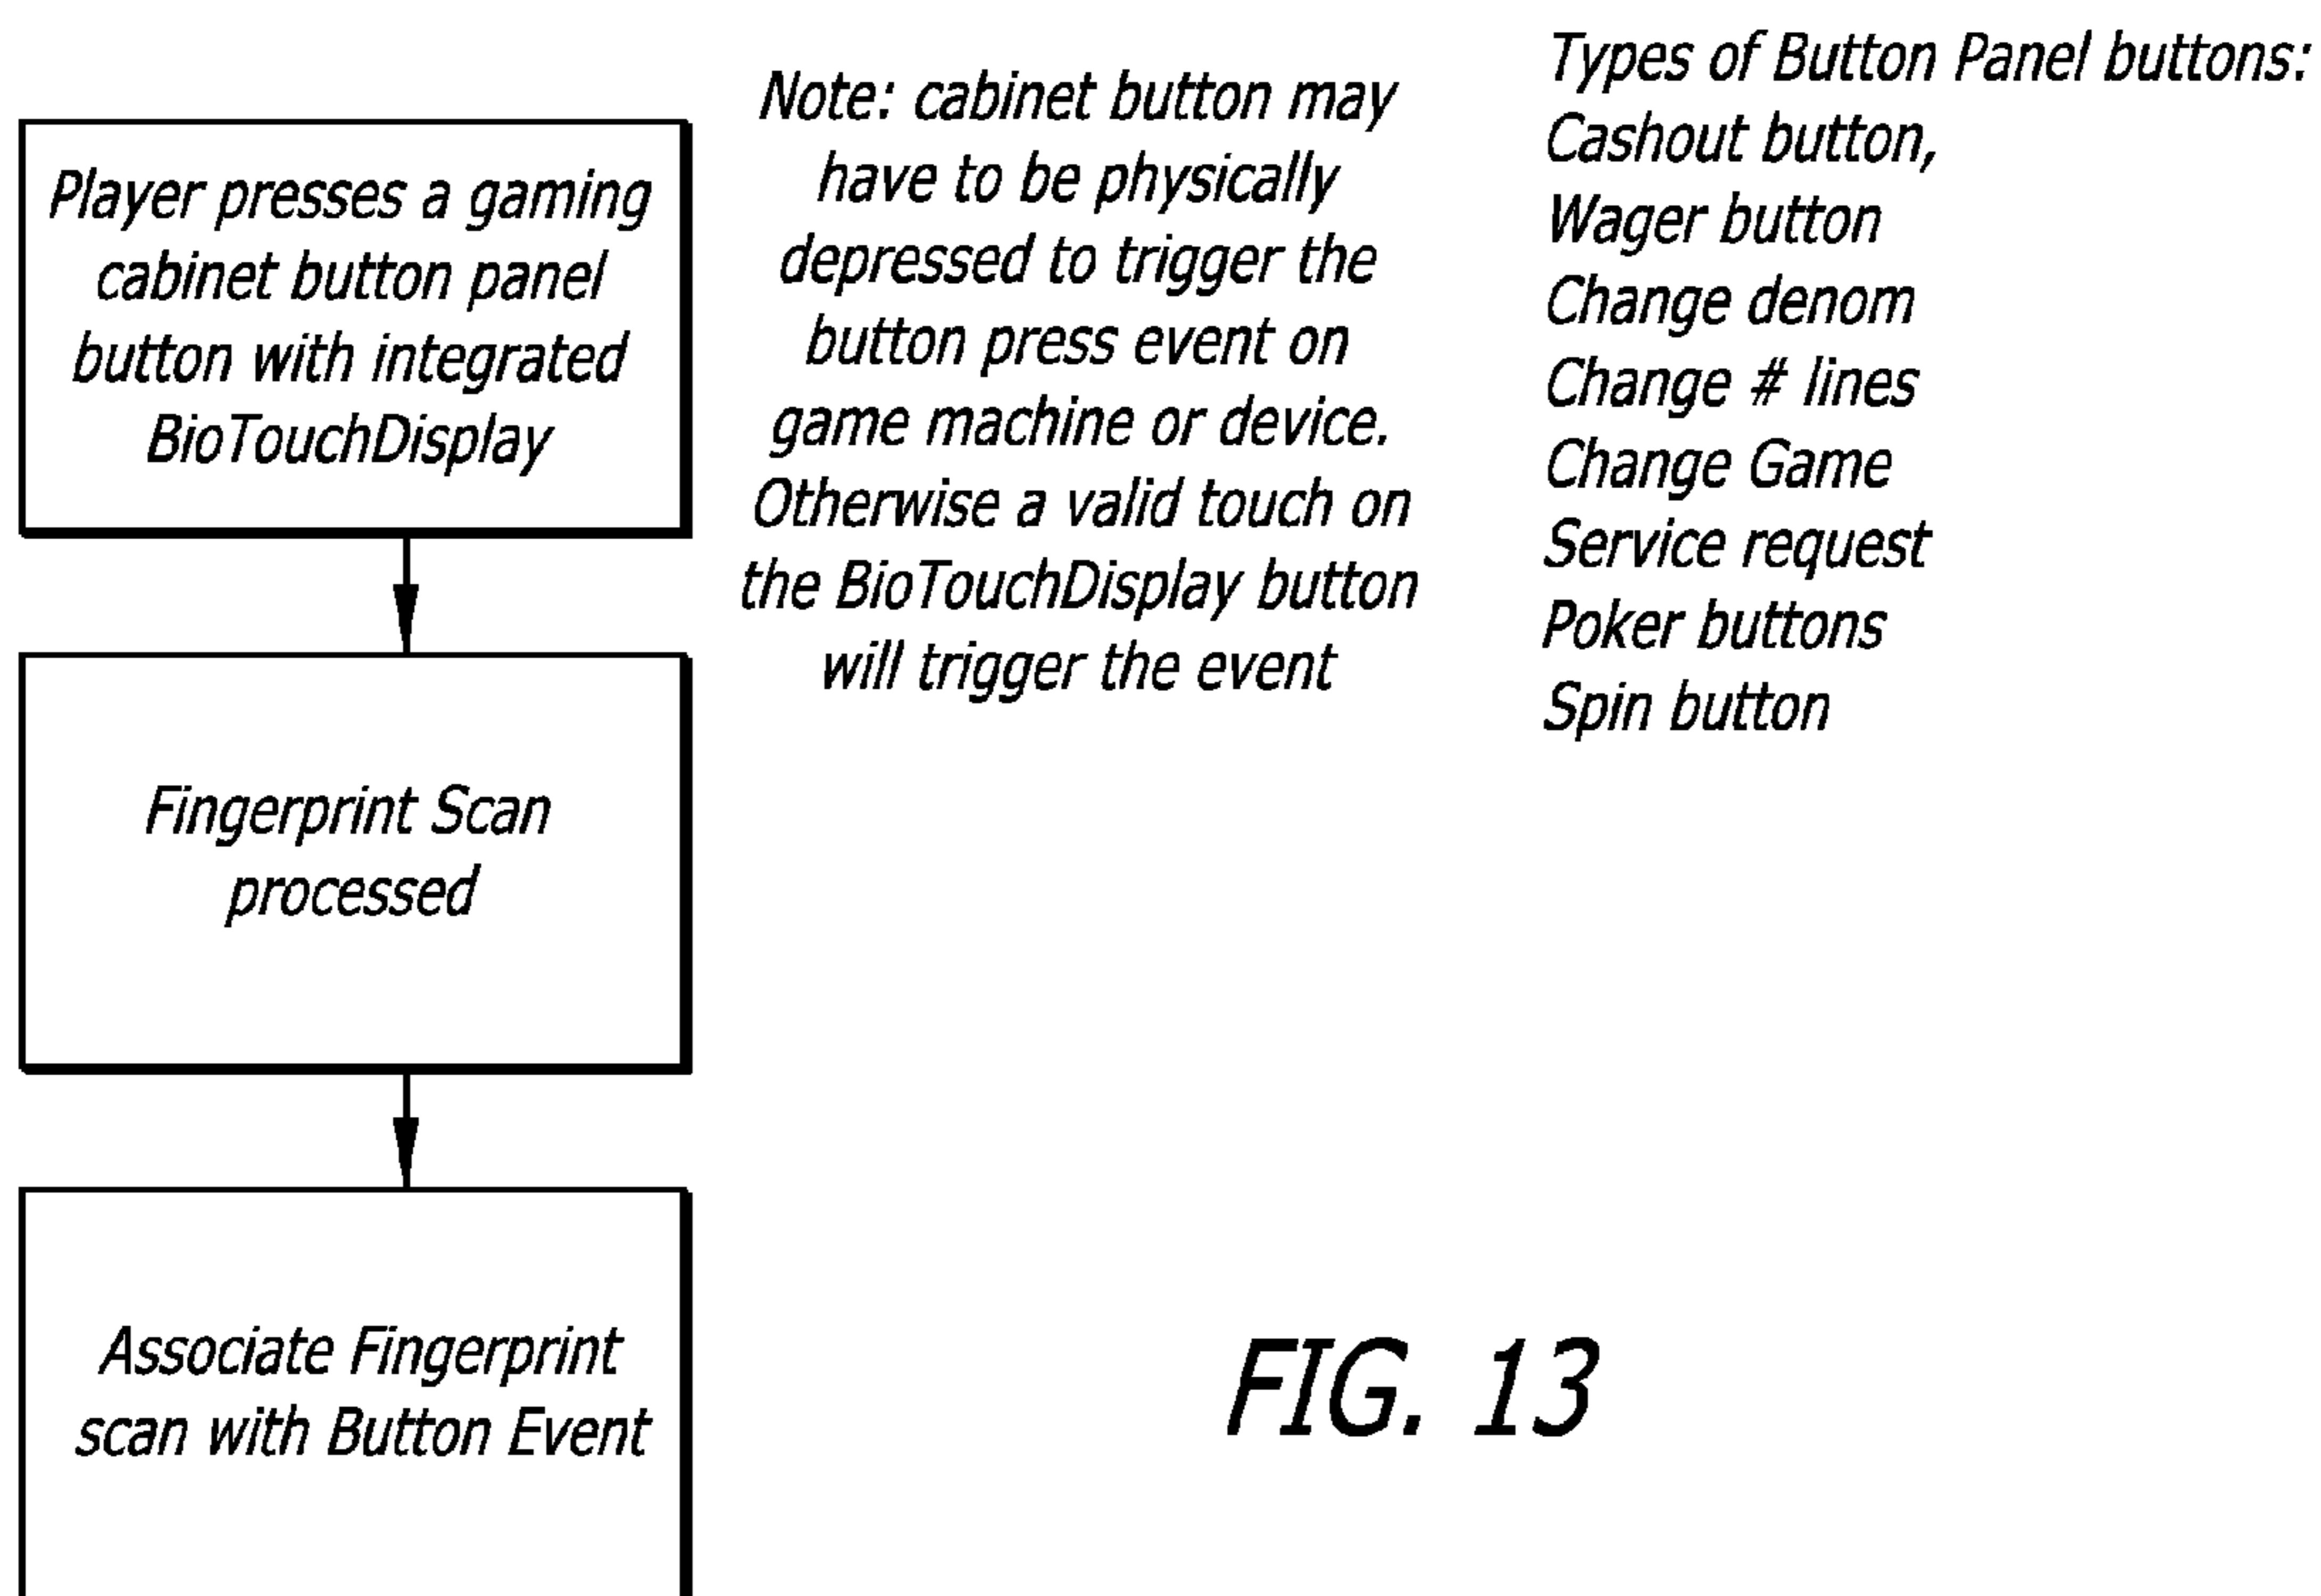 Player presses a gaming
cabinet button panel
button with integrated
BioTouchDisplay
Fingerprint Scan
processed
Associate Fingerprint
scan with Button Event
Note: cabinet button may
have to be physically
depressed to trigger the
button press event on
game machine or device.
Otherwise a valid touch on
the BioTouchDisplay button
will trigger the event
Types of Button Panel buttons:
Cashout button,
Wager button
Change denom
Change # lines
Change Game
Service request
Poker buttons
Spin button
FIG. 13